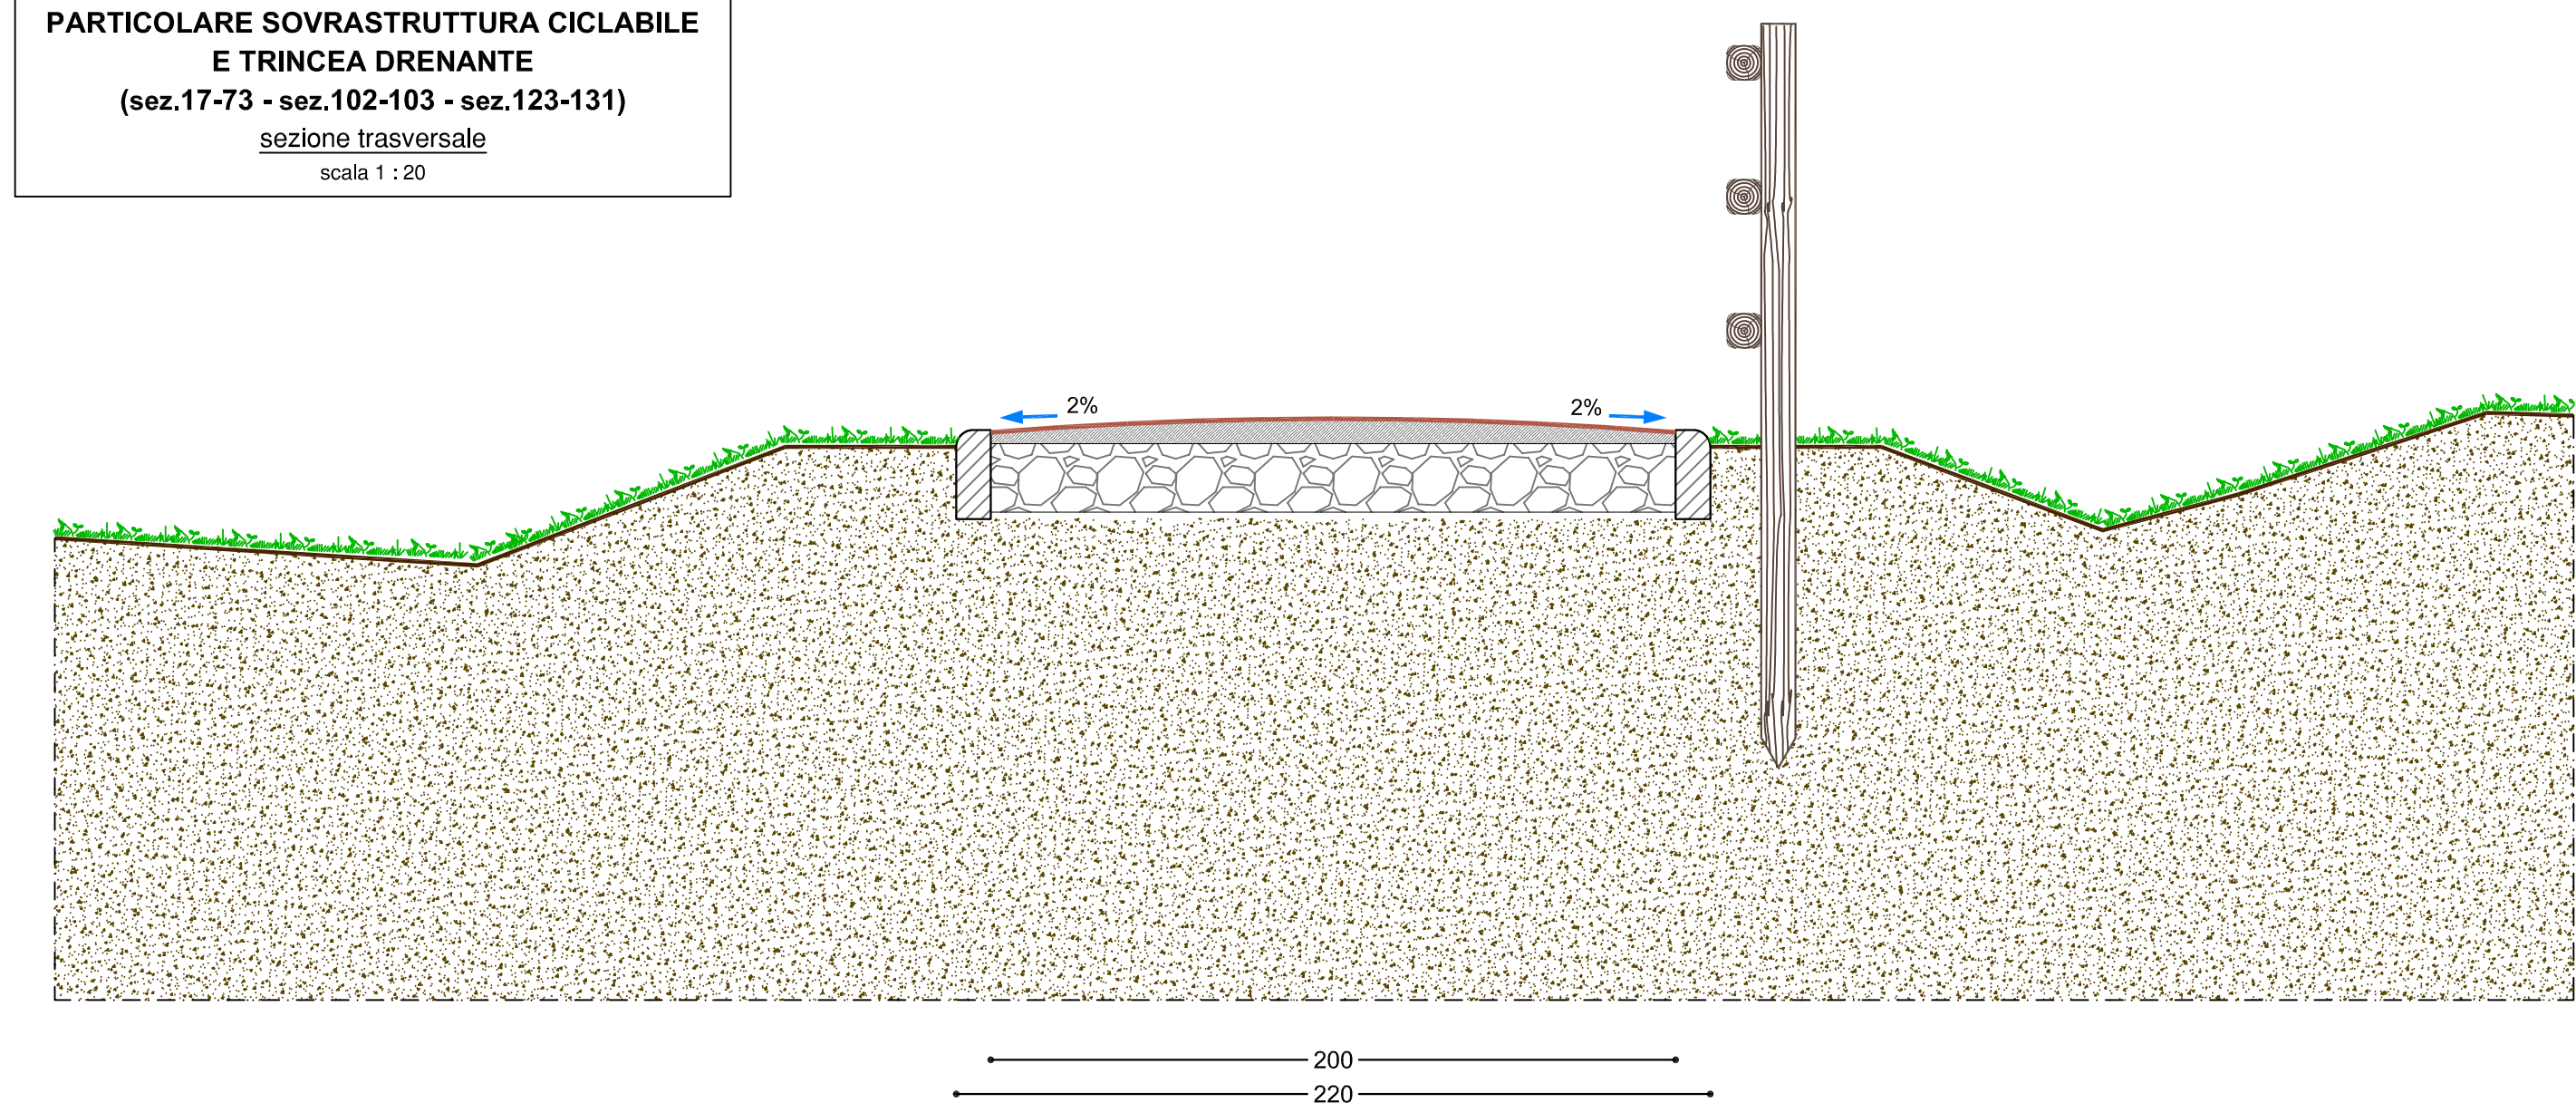 PARTICOLARE SOVRASTRUTTURA CICLABILE
E TRINCEA DRENANTE
(sez.17-73 - sez.102-103 - sez.123-131)
sezione trasversale
scala 1 : 20
2%
2%
200
220